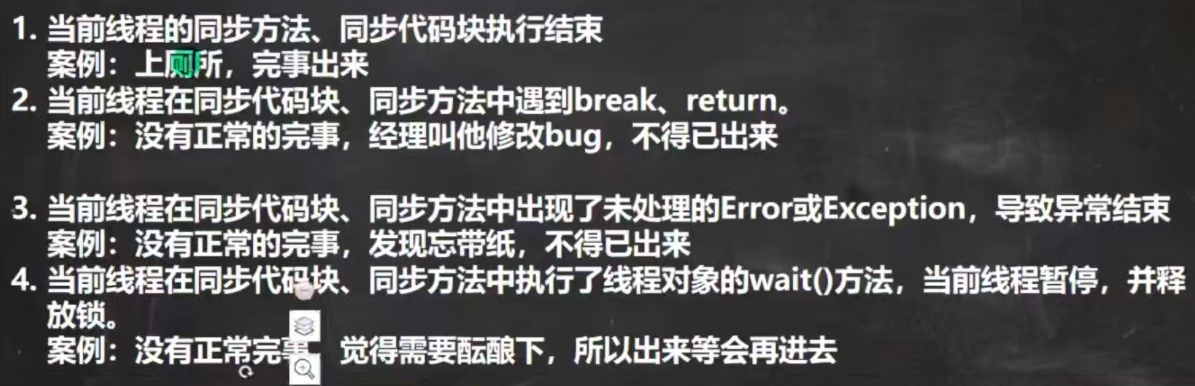 1. 当前线程的同步方法、同步代码块执行结束
案例：上厕所，完事出来
2. 当前线程在同步代码块、同步方法中遇到break、return。
案例：没有正常的完事，经理叫他修改bug，不得已出来
3. 当前线程在同步代码块、同步方法中出现了未处理的Error或Exception，导致异常结束
案例：没有正常的完事，发现忘带纸，不得已出来
4. 当前线程在同步代码块、同步方法中执行了线程对象的wait()方法，当前线程暂停，并释
放锁。
案例：没有正常完事 觉得需要酝酿下，所以出来等会再进去